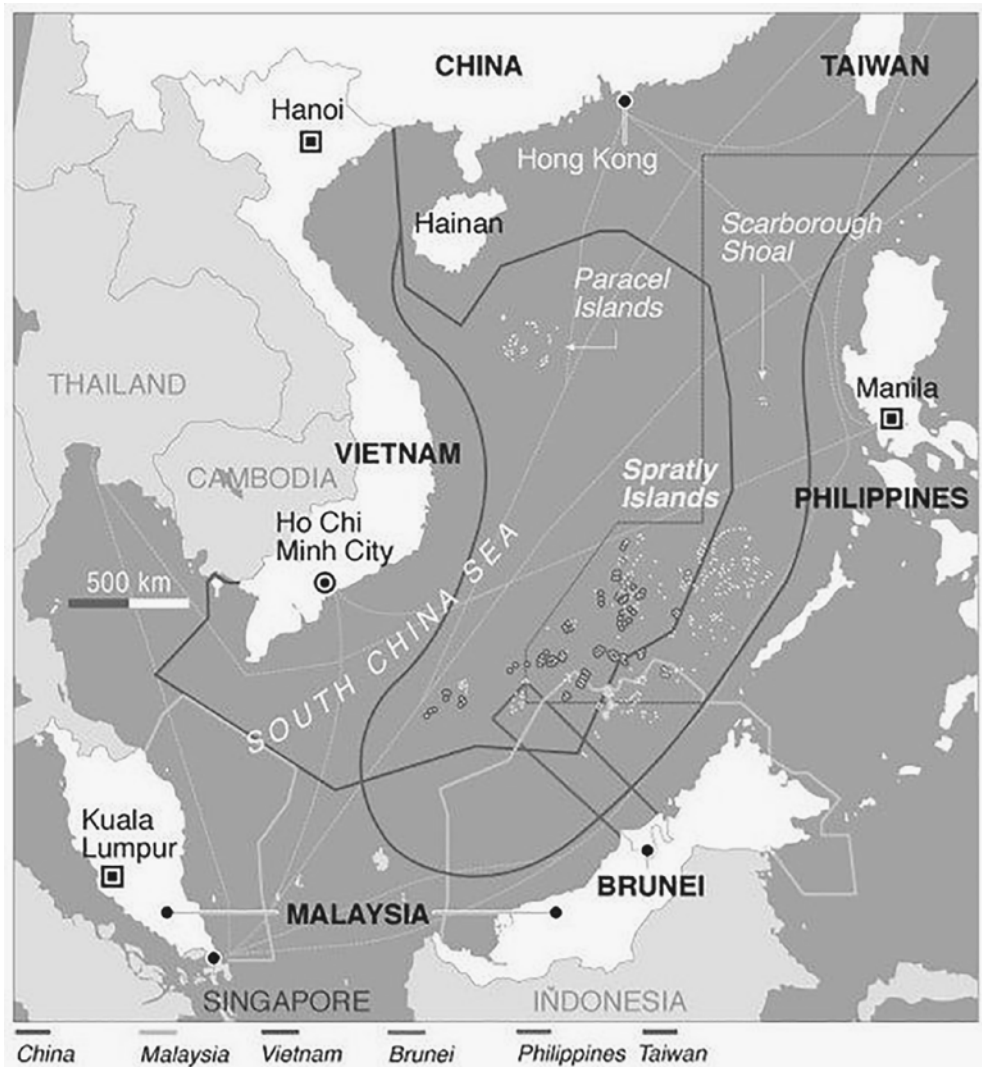 CHINA
TAIWAN
Hanoi
Hong Kong
Hainan
Scarborough
Shoal
Paracel
Islands
THAILAND
Manila
VIETNAM
CAMBODIA
Spratly
Islands
PHILIPPINES
Ho Chi
Minh City
500 km
SOUTH CHINA SEA
Kuala
Lumpur
BRUNEI
MALAYSIA
SINGAPORE
INDONESIA
China
Malaysia
Vietnam
Brunei
Philippines
Taiwan